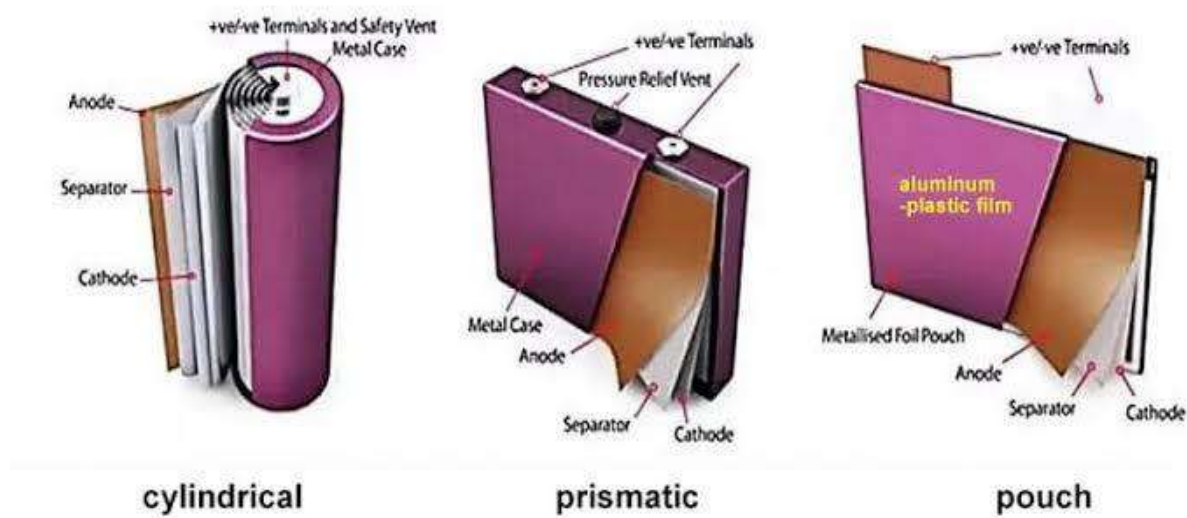 +ve/-ve Terminals and Safety Vent
Metal Case
Anode
Separator
Cathode
cylindrical
+ve/-ve Terminals
Pressure Relief Vent
Metal Case
Anode
Separator
Cathode
prismatic
+ve/-ve Terminals
aluminum
-plastic film
Metallised Foil Pouch
Anode
Separator
Cathode
pouch